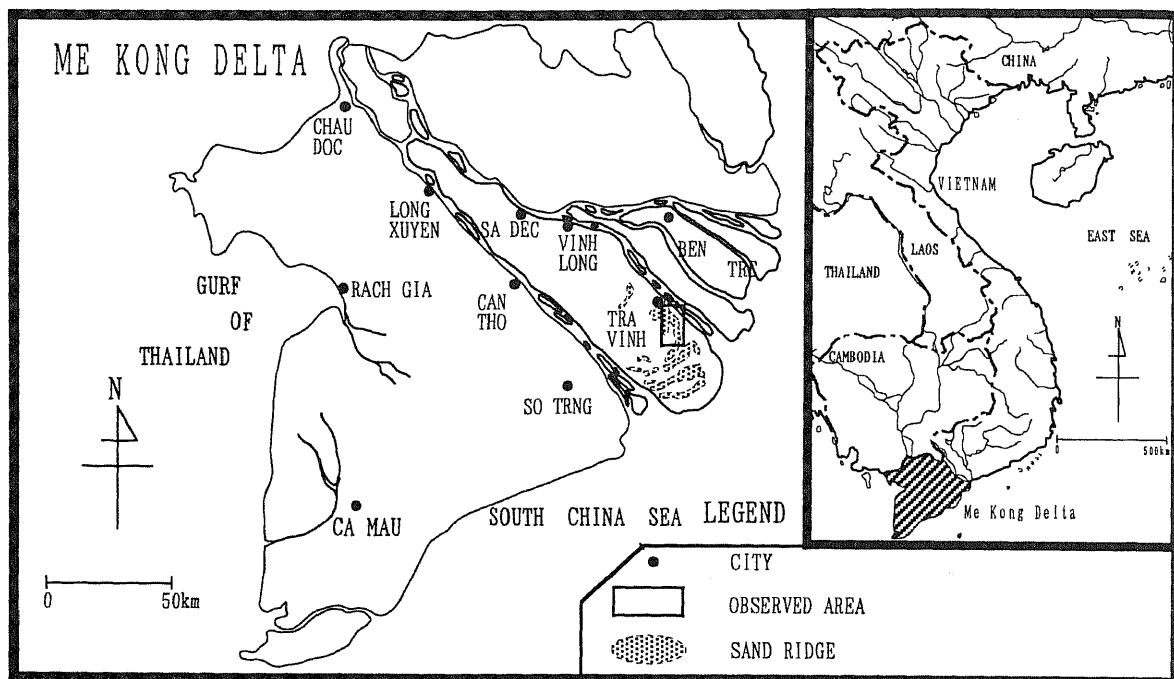 ME KONG DELTA
CHAU
DOC
LONG
XUYEN
SA DEC
VINH
LONG
BEN
TRE
GURF
OF
THAILAND
RACH GIA
CAN
THO
TRA
VINH
N
SO TRNG
CA MAU
SOUTH CHINA SEA
0
50km
LEGEND
CITY
OBSERVED AREA
SAND RIDGE
CHINA
VIETNAM
EAST SEA
LAOS
THAILAND
N
CAMBODIA
0
500km
Me Kong Delta